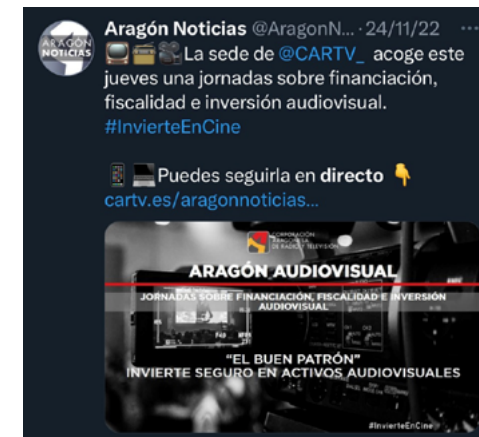 Aragón Noticias @AragonN... · 24/11/22 ...
ARAGÓN
NOTICIAS
La sede de @CARTV_ acoge este
jueves una jornadas sobre financiación,
fiscalidad e inversión audiovisual.
#InvierteEnCine
Puedes seguirla en directo
cartv.es/aragonnoticias...
CORPORACIÓN
ARAGONESA
DE RADIO Y TELEVISIÓN
ARAGÓN AUDIOVISUAL
JORNADAS SOBRE FINANCIACIÓN, FISCALIDAD E INVERSIÓN
AUDIOVISUAL
"EL BUEN PATRÓN"
INVIERTE SEGURO EN ACTIVOS AUDIOVISUALES
#InvierteEnCine